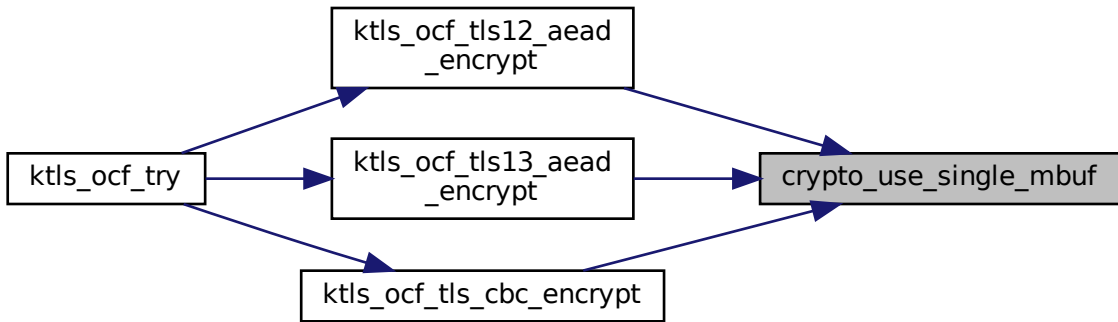 ktls_ocf_tls12_aead
_encrypt
ktls_ocf_try
ktls_ocf_tls13_aead
_encrypt
crypto_use_single_mbuf
ktls_ocf_tls_cbc_encrypt